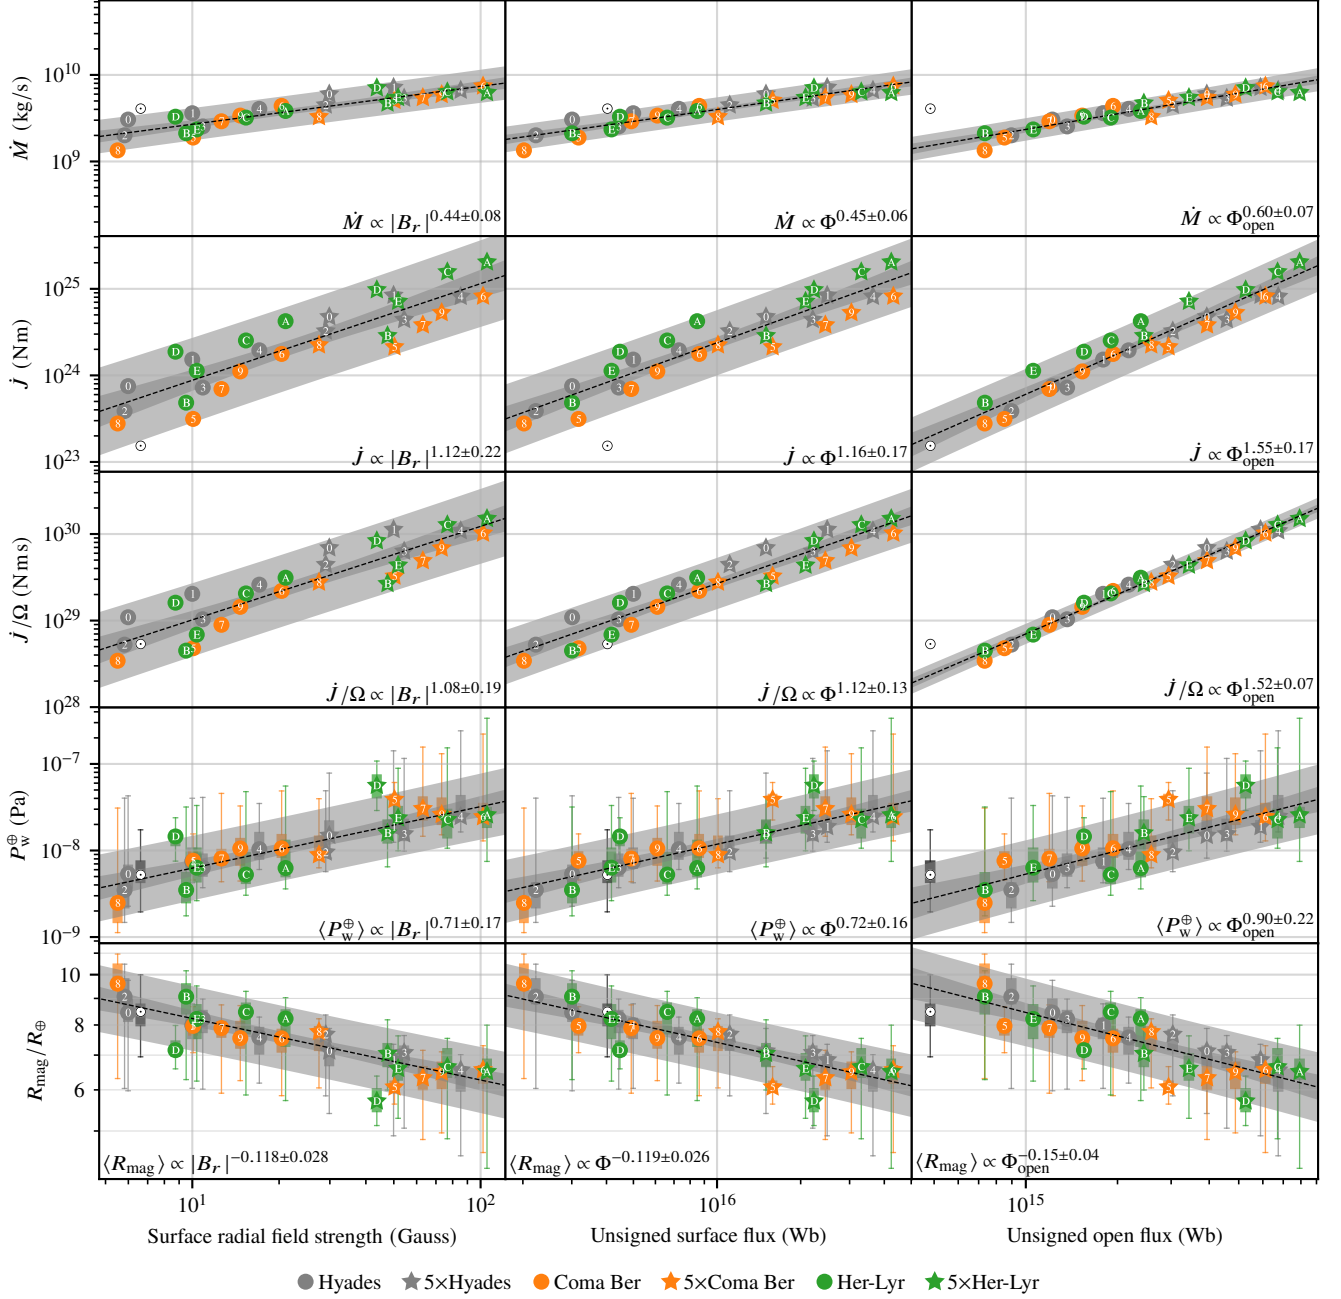 10^10
10^9
Ṁ (kg/s)
Ṁ ∝ |B_r|^0.44±0.08
Ṁ ∝ Φ^0.45±0.06
Ṁ ∝ Φ_open^0.60±0.07
10^25
10^24
10^23
J̇ (Nm)
J̇ ∝ |B_r|^1.12±0.22
J̇ ∝ Φ^1.16±0.17
J̇ ∝ Φ_open^1.55±0.17
10^30
10^29
10^28
J̇/Ω (Nms)
J̇/Ω ∝ |B_r|^1.08±0.19
J̇/Ω ∝ Φ^1.12±0.13
J̇/Ω ∝ Φ_open^1.52±0.07
10^−7
10^−8
10^−9
P_w^⊕ (Pa)
⟨P_w^⊕⟩ ∝ |B_r|^0.71±0.17
⟨P_w^⊕⟩ ∝ Φ^0.72±0.16
⟨P_w^⊕⟩ ∝ Φ_open^0.90±0.22
10
8
6
R_mag/R_⊕
⟨R_mag⟩ ∝ |B_r|^−0.118±0.028
⟨R_mag⟩ ∝ Φ^−0.119±0.026
⟨R_mag⟩ ∝ Φ_open^−0.15±0.04
10^1 10^2
10^16
10^15
Surface radial field strength (Gauss)
Unsigned surface flux (Wb)
Unsigned open flux (Wb)
Hyades 5×Hyades Coma Ber 5×Coma Ber Her-Lyr 5×Her-Lyr